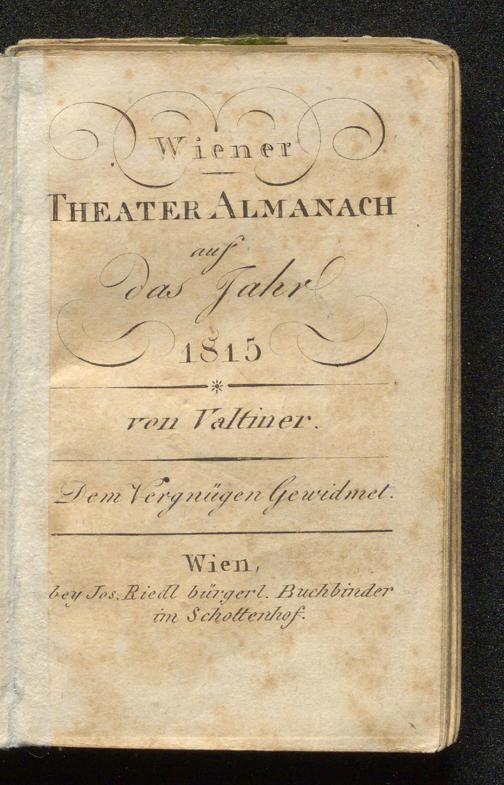 Wiener
THEATER ALMANACH
auf
das Jahr
1815
von Valtiner.
Dem Vergnügen Gewidmet.
Wien,
bey Jos. Riedl bürgerl. Buchbinder
im Schottenhof.